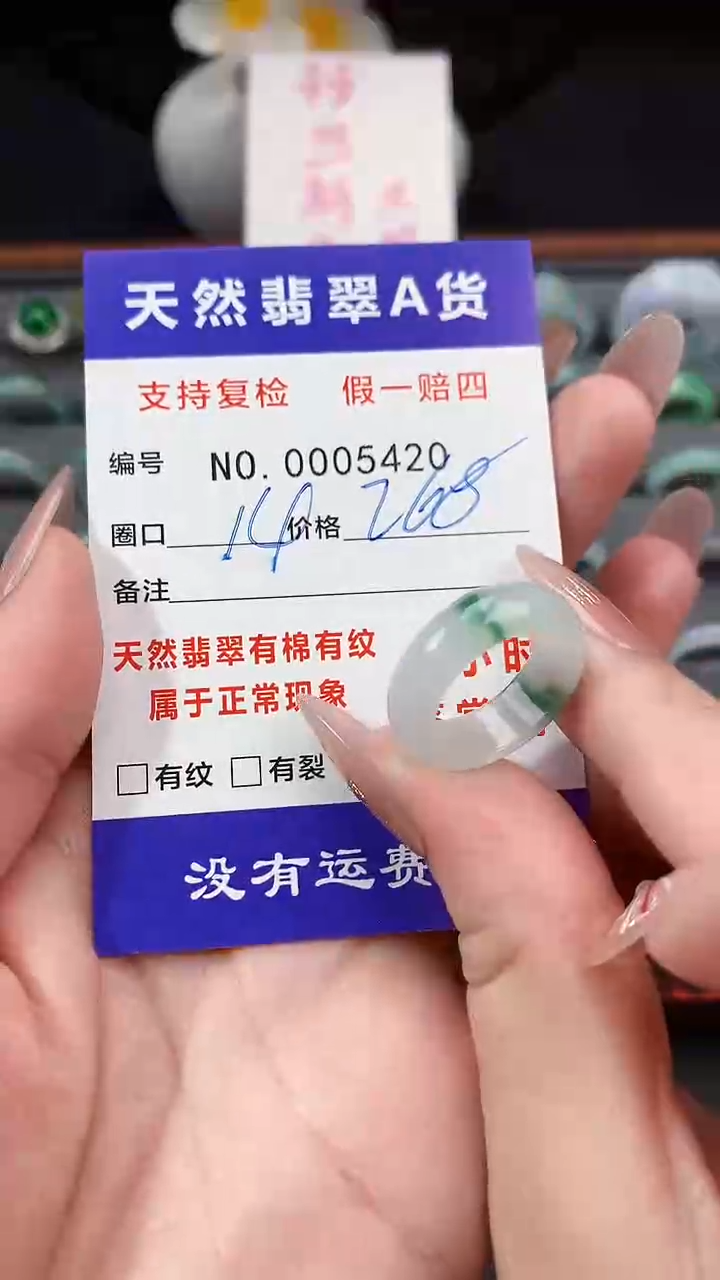 天然翡翠A货
支持复检 假一赔四
编号 NO. 0005420
圈口 14 价格 268
备注
天然翡翠有棉有纹 小时
属于正常现象
□有纹 □有裂
没有运费